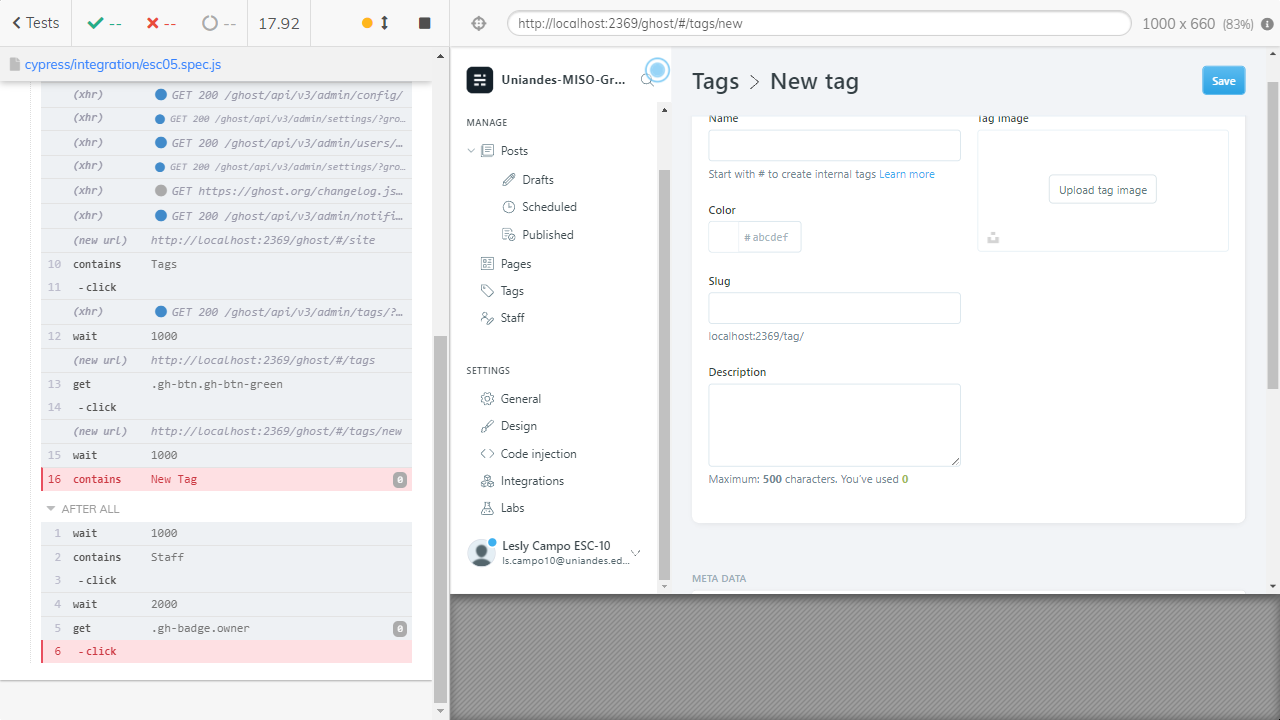 Tests
--
--
--
17.92
http://localhost:2369/ghost/#/tags/new
1000 x 660 (83%)
cypress/integration/esc05.spec.js
(xhr) GET 200 /ghost/api/v3/admin/config/
(xhr) GET 200 /ghost/api/v3/admin/settings/?gro...
(xhr) GET 200 /ghost/api/v3/admin/users/...
(xhr) GET 200 /ghost/api/v3/admin/settings/?gro...
(xhr) GET https://ghost.org/changelog.js...
(xhr) GET 200 /ghost/api/v3/admin/notifi...
(new url) http://localhost:2369/ghost/#/site
10 contains Tags
11 - click
(xhr) GET 200 /ghost/api/v3/admin/tags/?...
12 wait 1000
(new url) http://localhost:2369/ghost/#/tags
13 get .gh-btn.gh-btn-green
14 - click
(new url) http://localhost:2369/ghost/#/tags/new
15 wait 1000
16 contains New Tag 0
AFTER ALL
1 wait 1000
2 contains Staff
3 - click
4 wait 2000
5 get .gh-badge.owner 0
6 - click
Uniandes-MISO-Gr...
MANAGE
Posts
Drafts
Scheduled
Published
Pages
Tags
Staff
SETTINGS
General
Design
Code injection
Integrations
Labs
Lesly Campo ESC-10
ls.campo10@uniandes.ed...
Tags > New tag
Save
Name
Start with # to create internal tags Learn more
Color
# abcdef
Slug
localhost:2369/tag/
Description
Maximum: 500 characters. You've used 0
Tag image
Upload tag image
META DATA